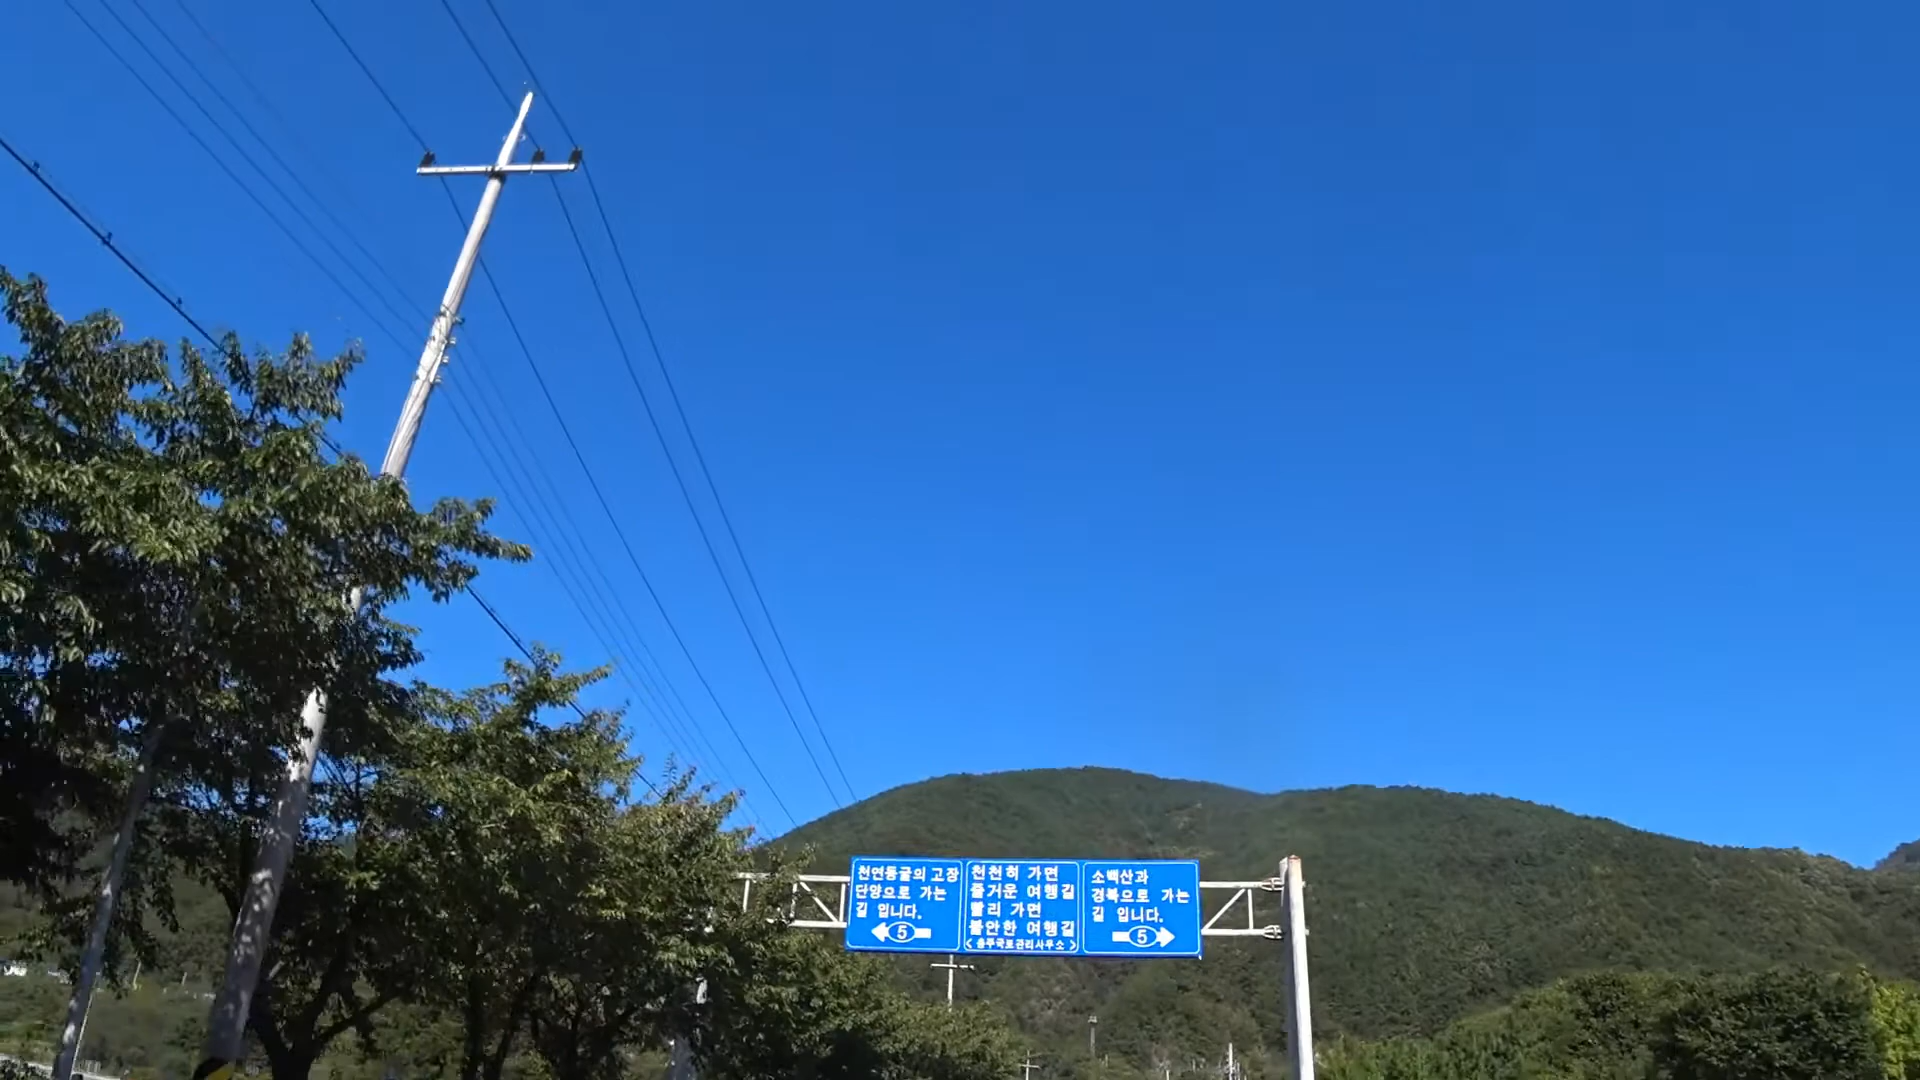 천연동굴의 고장
단양으로 가는
길 입니다.
5
천천히 가면
즐거운 여행길
빨리 가면
불안한 여행길
< 충주국토관리사무소 >
소백산과
경북으로 가는
길 입니다.
5